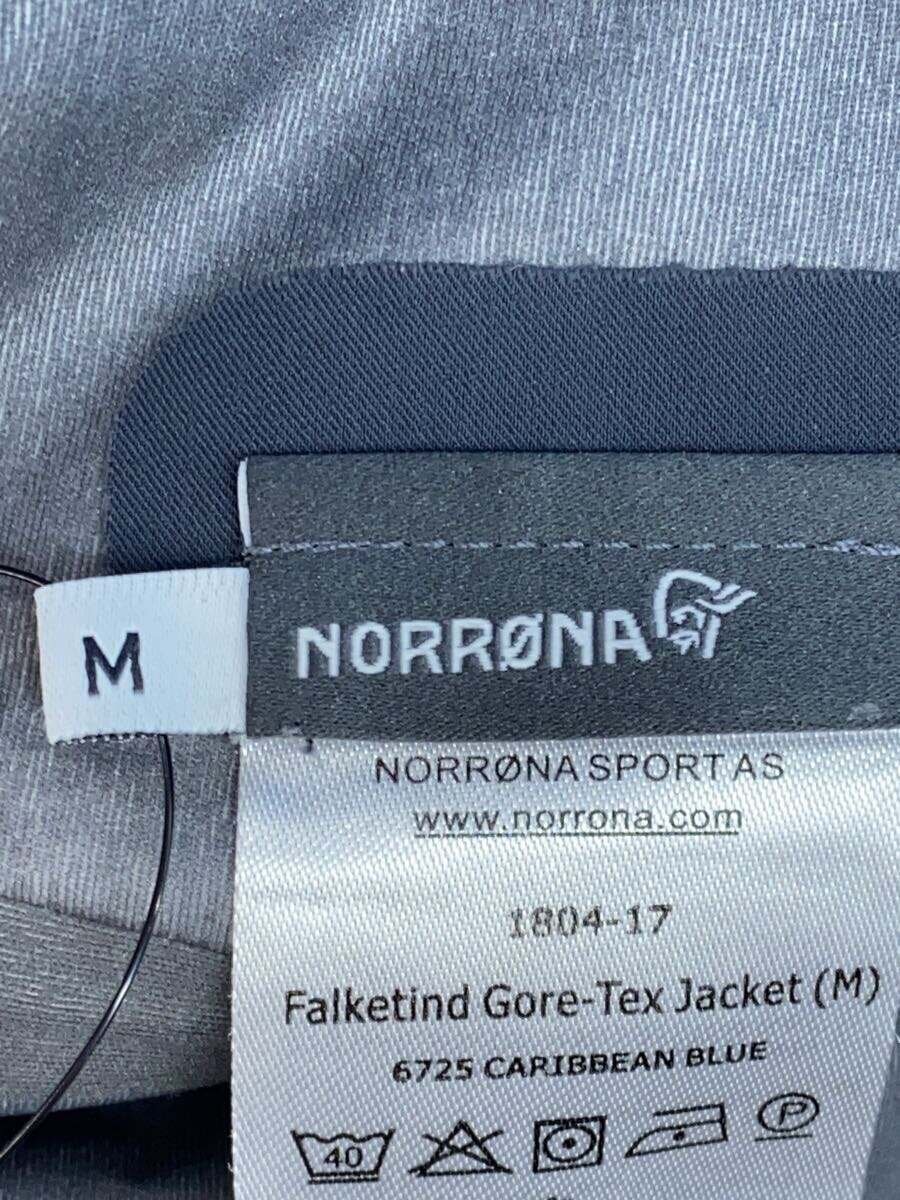 M
NORRØNA
NORRØNA SPORT AS
www.norrona.com
1804-17
Falketind Gore-Tex Jacket (M)
6725 CARIBBEAN BLUE
40
P